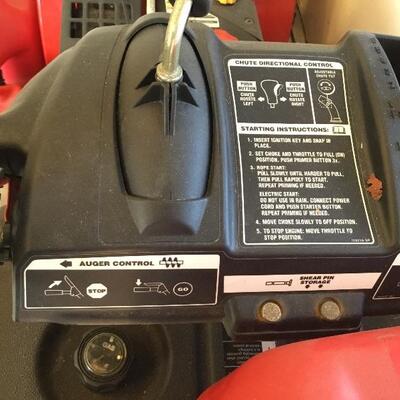 CHUTE DIRECTIONAL CONTROL
PUSH BUTTON
CHUTE ROTATE LEFT
PUSH BUTTON
CHUTE ROTATE RIGHT
ADJUSTABLE CHUTE TILT
STARTING INSTRUCTIONS:
1. INSERT IGNITION KEY AND SNAP IN
PLACE.
2. SET CHOKE AND THROTTLE TO FULL (ON)
POSITION. PUSH PRIMER BUTTON 3x.
3. ROPE START:
PULL SLOWLY UNTIL HARDER TO PULL,
THEN PULL RAPIDLY TO START.
REPEAT PRIMING IF NEEDED.
ELECTRIC START:
DO NOT USE IN RAIN. CONNECT POWER
CORD AND PUSH STARTER BUTTON.
REPEAT PRIMING IF NEEDED.
4. MOVE CHOKE SLOWLY TO OFF POSITION.
5. TO STOP ENGINE: MOVE THROTTLE TO
STOP POSITION.
AUGER CONTROL
STOP
GO
SHEAR PIN
STORAGE